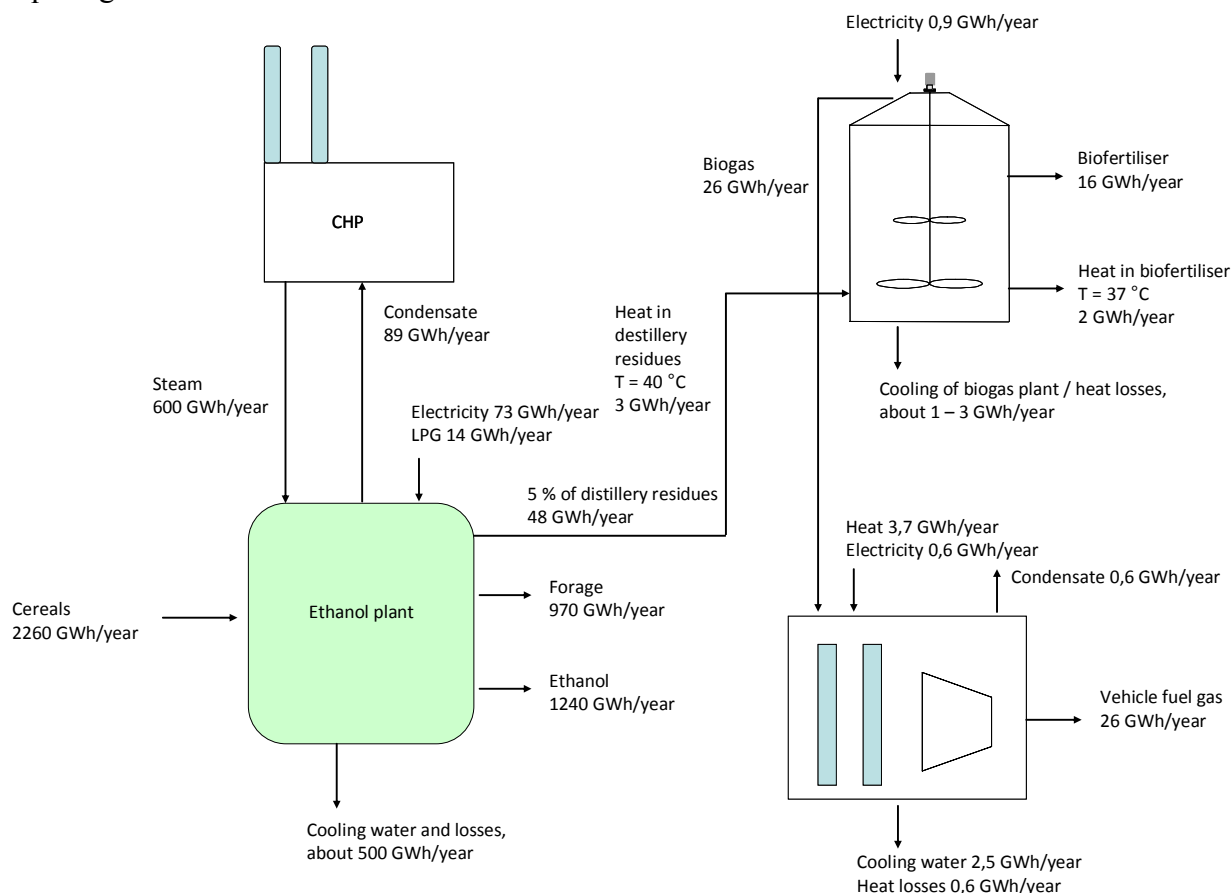 Electricity 0,9 GWh/year
Biogas
26 GWh/year
Biofertiliser
16 GWh/year
CHP
Heat in biofertiliser
T = 37 °C
2 GWh/year
Condensate
89 GWh/year
Heat in
destillery
residues
T = 40 °C
3 GWh/year
Steam
600 GWh/year
Cooling of biogas plant / heat losses,
about 1 – 3 GWh/year
Electricity 73 GWh/year
LPG 14 GWh/year
5 % of distillery residues
48 GWh/year
Heat 3,7 GWh/year
Electricity 0,6 GWh/year
Condensate 0,6 GWh/year
Cereals
2260 GWh/year
Ethanol plant
Forage
970 GWh/year
Ethanol
1240 GWh/year
Vehicle fuel gas
26 GWh/year
Cooling water and losses,
about 500 GWh/year
Cooling water 2,5 GWh/year
Heat losses 0,6 GWh/year